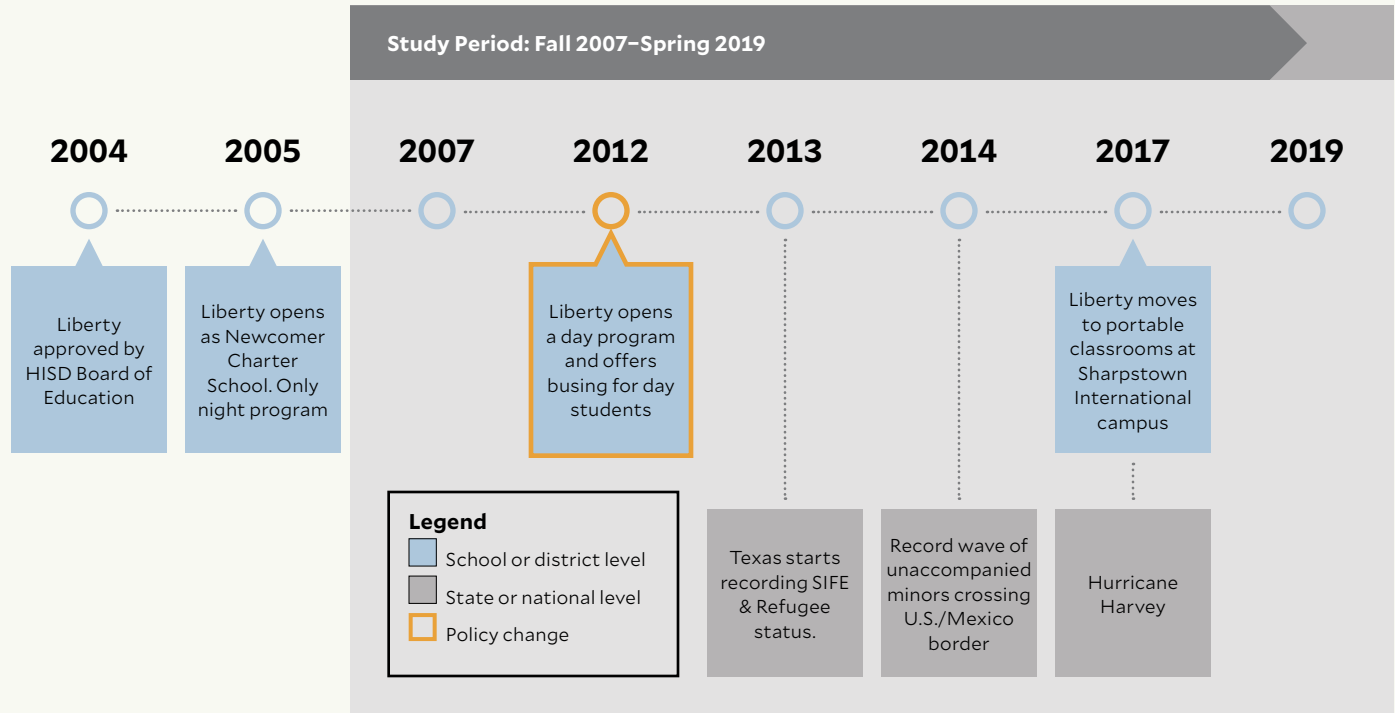 Study Period: Fall 2007–Spring 2019
2004
2005
2007
2012
2013
2014
2017
2019
Liberty
approved by
HISD Board of
Education
Liberty opens
as Newcomer
Charter
School. Only
night program
Liberty opens
a day program
and offers
busing for day
students
Liberty moves
to portable
classrooms at
Sharpstown
International
campus
Legend
School or district level
State or national level
Policy change
Texas starts
recording SIFE
& Refugee
status.
Record wave of
unaccompanied
minors crossing
U.S./Mexico
border
Hurricane
Harvey